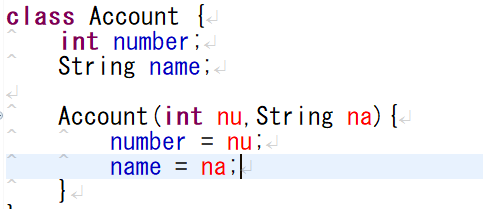 class Account {
    int number;
    String name;

    Account(int nu,String na){
        number = nu;
        name = na;
    }
}